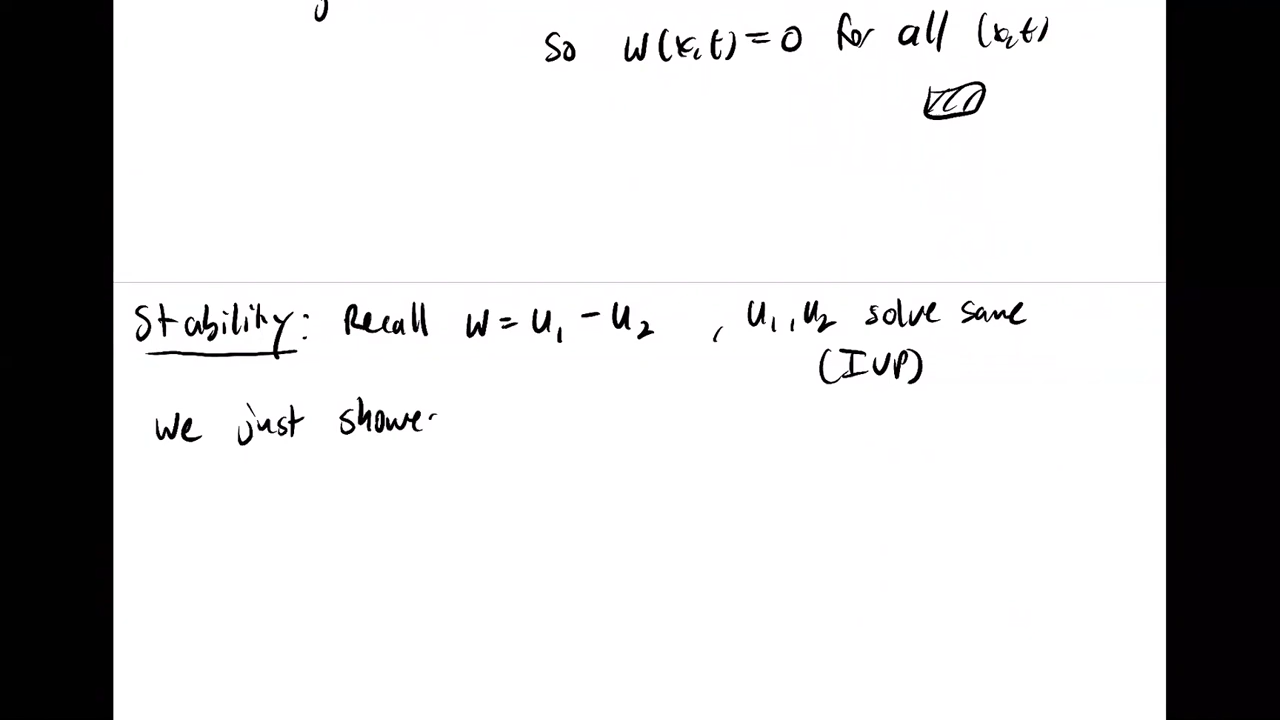 So w(x,t) = 0 for all (x,t)
Stability: Recall w = u₁ - u₂ , u₁, u₂ solve same
(IVP)
we just showe